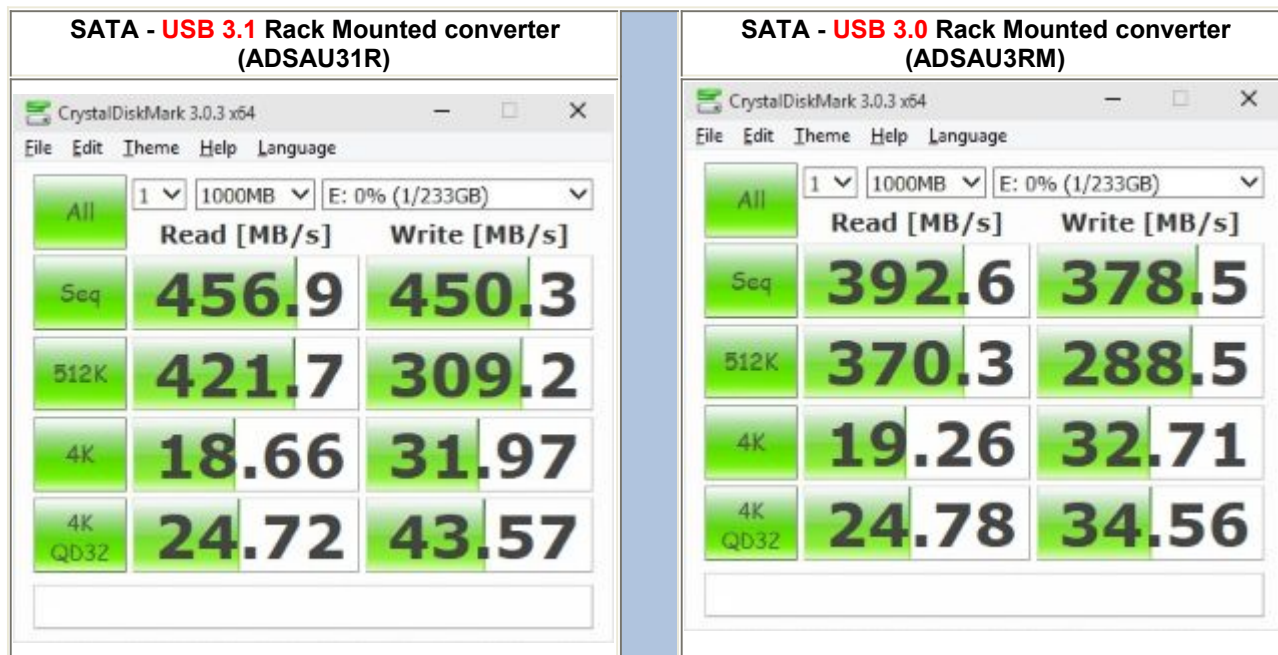 SATA - USB 3.1 Rack Mounted converter
(ADSAU31R)
CrystalDiskMark 3.0.3 x64
File Edit Theme Help Language
All
1 1000MB E: 0% (1/233GB)
Read [MB/s] Write [MB/s]
Seq 456.9 450.3
512K 421.7 309.2
4K 18.66 31.97
4K
QD32 24.72 43.57
SATA - USB 3.0 Rack Mounted converter
(ADSAU3RM)
CrystalDiskMark 3.0.3 x64
File Edit Theme Help Language
All
1 1000MB E: 0% (1/233GB)
Read [MB/s] Write [MB/s]
Seq 392.6 378.5
512K 370.3 288.5
4K 19.26 32.71
4K
QD32 24.78 34.56